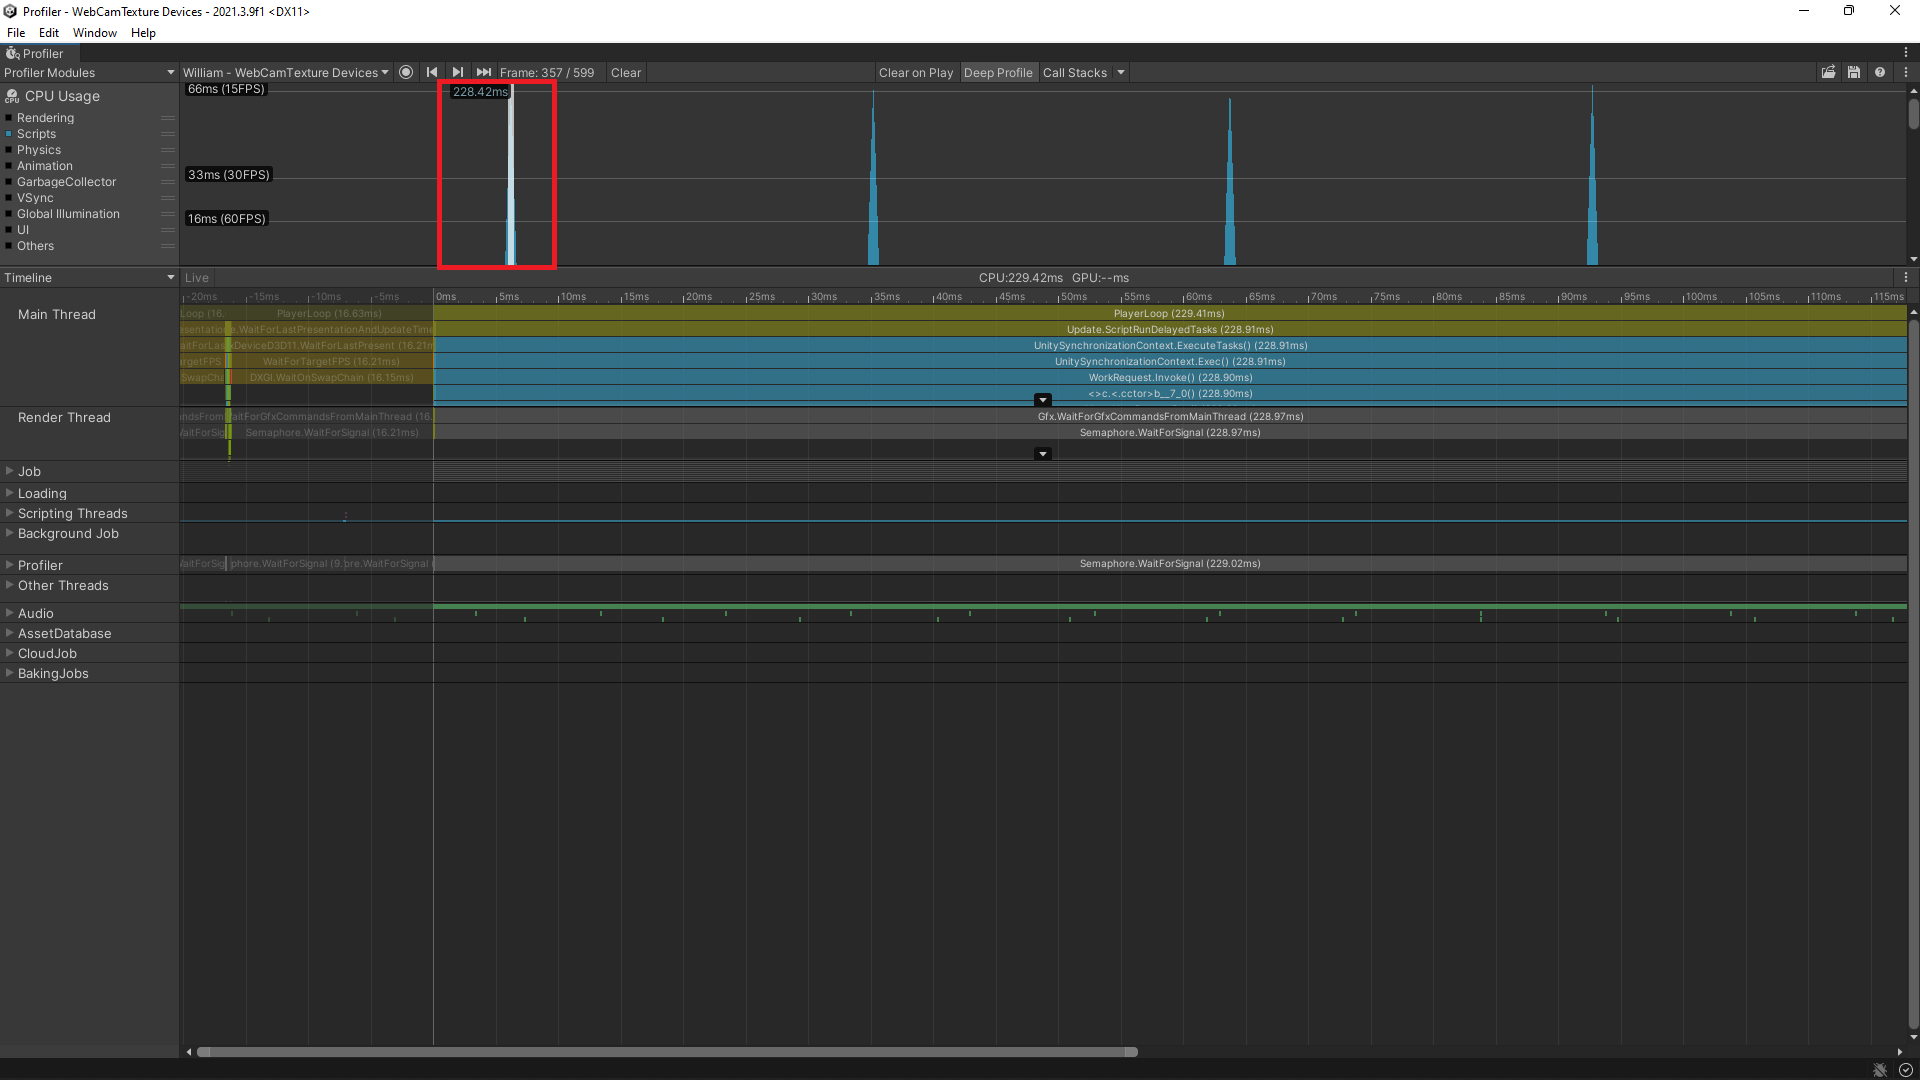 Profiler - WebCamTexture Devices - 2021.3.9f1 <DX11>
File Edit Window Help
Profiler
Profiler Modules
William - WebCamTexture Devices
Frame: 357 / 599
Clear
Clear on Play
Deep Profile
Call Stacks
CPU Usage
Rendering
Scripts
Physics
Animation
GarbageCollector
VSync
Global Illumination
UI
Others
66ms (15FPS)
228.42ms
33ms (30FPS)
16ms (60FPS)
Timeline
Live
CPU:229.42ms GPU:--ms
-20ms -15ms -10ms -5ms 0ms 5ms 10ms 15ms 20ms 25ms 30ms 35ms 40ms 45ms 50ms 55ms 60ms 65ms 70ms 75ms 80ms 85ms 90ms 95ms 100ms 105ms 110ms 115ms
Main Thread
Loop (16. PlayerLoop (16.63ms) PlayerLoop (229.41ms)
.WaitForLastPresentationAndUpdateTime Update.ScriptRunDelayedTasks (228.91ms)
DeviceD3D11.WaitForLastPresent (16.21m UnitySynchronizationContext.ExecuteTasks() (228.91ms)
rgetFPS WaitForTargetFPS (16.21ms) UnitySynchronizationContext.Exec() (228.91ms)
SwapCha DXGI.WaitOnSwapChain (16.15ms) WorkRequest.Invoke() (228.90ms)
<>c.<.cctor>b__7_0() (228.90ms)
Render Thread
ndsFrom aitForGfxCommandsFromMainThread (16. Gfx.WaitForGfxCommandsFromMainThread (228.97ms)
aitForSig Semaphore.WaitForSignal (16.21ms) Semaphore.WaitForSignal (228.97ms)
Job
Loading
Scripting Threads
Background Job
Profiler
aitForSig phore.WaitForSignal (9. ore.WaitForSignal ( Semaphore.WaitForSignal (229.02ms)
Other Threads
Audio
AssetDatabase
CloudJob
BakingJobs